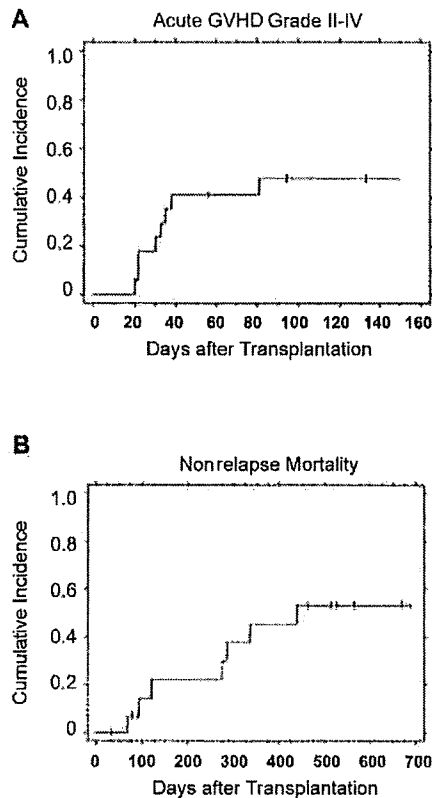 A
Acute GVHD Grade II-IV
Cumulative Incidence
1.0
0.8
0.6
0.4
0.2
0
0 20 40 60 80 100 120 140 160
Days after Transplantation
B
Nonrelapse Mortality
Cumulative Incidence
1.0
0.8
0.6
0.4
0.2
0
0 100 200 300 400 500 600 700
Days after Transplantation